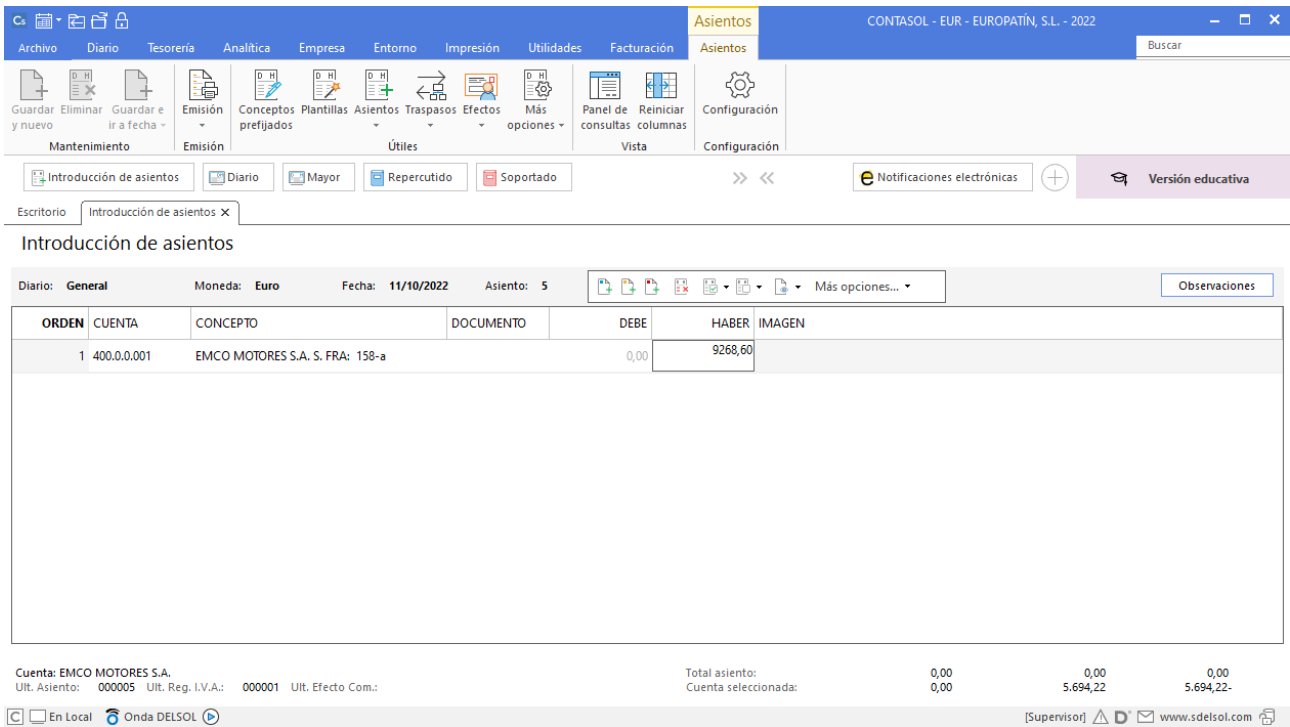 Cs Asientos CONTASOL - EUR - EUROPATÍN, S.L. - 2022
Archivo Diario Tesorería Analítica Empresa Entorno Impresión Utilidades Facturación Asientos Buscar
Guardar y nuevo Eliminar Guardar e ir a fecha Emisión Conceptos prefijados Plantillas Asientos Traspasos Efectos Más opciones Panel de consultas Reiniciar columnas Configuración
Mantenimiento Emisión Útiles Vista Configuración
Introducción de asientos Diario Mayor Repercutido Soportado >> << e Notificaciones electrónicas Versión educativa
Escritorio Introducción de asientos X
Introducción de asientos
Diario: General Moneda: Euro Fecha: 11/10/2022 Asiento: 5 Más opciones... Observaciones
ORDEN CUENTA CONCEPTO DOCUMENTO DEBE HABER IMAGEN
1 400.0.0.001 EMCO MOTORES S.A. S. FRA: 158-a 0,00 9268,60
Cuenta: EMCO MOTORES S.A. Total asiento: 0,00 0,00 0,00
Ult. Asiento: 000005 Ult. Reg. I.V.A.: 000001 Ult. Efecto Com.: Cuenta seleccionada: 0,00 5.694,22 5.694,22-
C En Local Onda DELSOL [Supervisor] D www.sdelsol.com